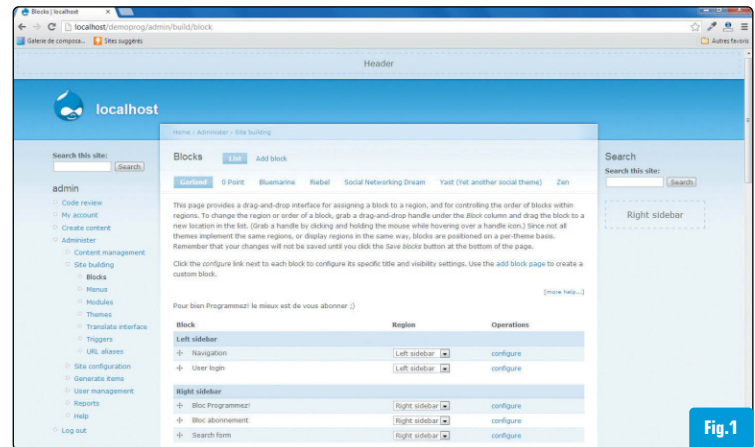 Blocks | localhost
localhost/demoprog/admin/build/block
Galerie de composa... Sites suggérés Autres favoris
Header
localhost
Home › Administer › Site building
Search this site:
Search
admin
Code review
My account
Create content
Administer
Content management
Site building
Blocks
Menus
Modules
Themes
Translate interface
Triggers
URL aliases
Site configuration
Generate items
User management
Reports
Help
Log out
Blocks List Add block
Garland 0 Point Bluemarine Riebel Social Networking Dream Yast (Yet another social theme) Zen
This page provides a drag-and-drop interface for assigning a block to a region, and for controlling the order of blocks within
regions. To change the region or order of a block, grab a drag-and-drop handle under the Block column and drag the block to a
new location in the list. (Grab a handle by clicking and holding the mouse while hovering over a handle icon.) Since not all
themes implement the same regions, or display regions in the same way, blocks are positioned on a per-theme basis.
Remember that your changes will not be saved until you click the Save blocks button at the bottom of the page.
Click the configure link next to each block to configure its specific title and visibility settings. Use the add block page to create a
custom block.
[more help...]
Pour bien Programmez! le mieux est de vous abonner ;)
Block Region Operations
Left sidebar
Navigation Left sidebar configure
User login Left sidebar configure
Right sidebar
Bloc Programmez! Right sidebar configure
Bloc abonnement Right sidebar configure
Search form Right sidebar configure
Search
Search this site:
Search
Right sidebar
Fig.1